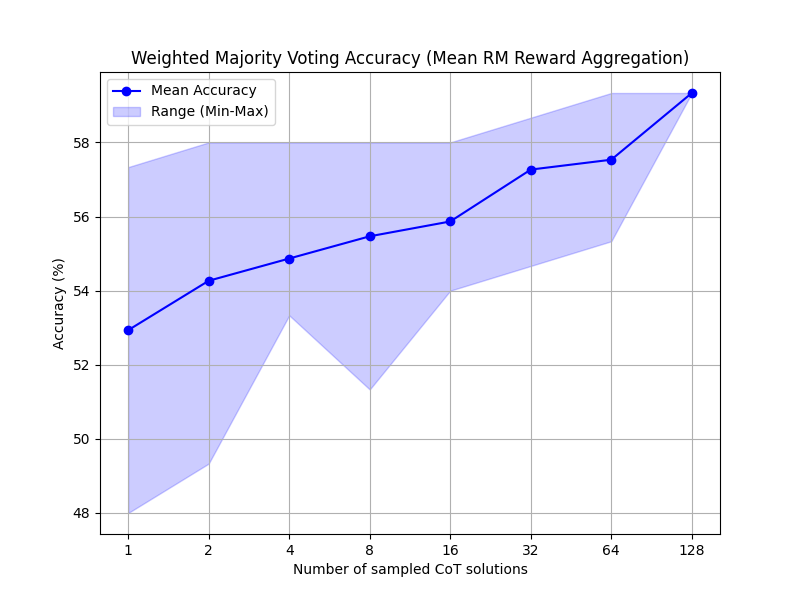 Weighted Majority Voting Accuracy (Mean RM Reward Aggregation)
Mean Accuracy
Range (Min-Max)
58
56
54
52
50
48
Accuracy (%)
1 2 4 8 16 32 64 128
Number of sampled CoT solutions